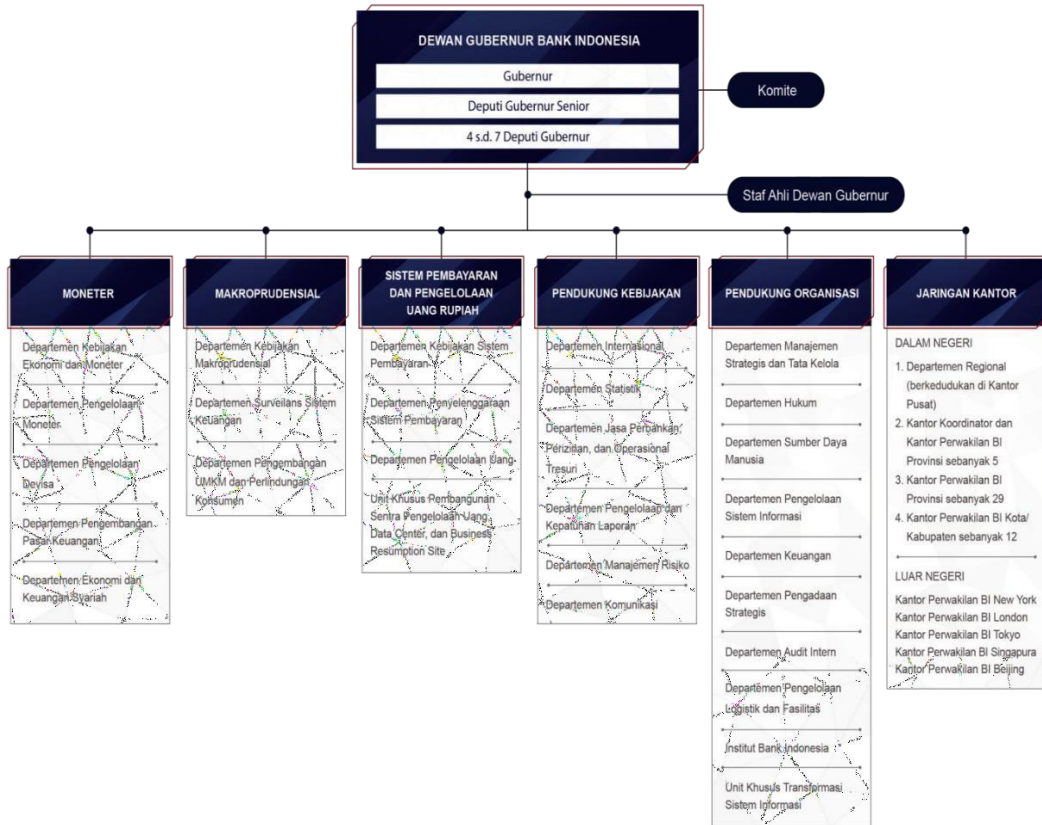 DEWAN GUBERNUR BANK INDONESIA
Gubernur
Deputi Gubernur Senior
4 s.d. 7 Deputi Gubernur
Komite
Staf Ahli Dewan Gubernur
MONETER
Departemen Kebijakan
Ekonomi dan Moneter
Departemen Pengelolaan
Moneter
Departemen Pengelolaan
Devisa
Departemen Pengembangan
Pasar Keuangan
Departemen Ekonomi dan
Keuangan Syariah
MAKROPRUDENSIAL
Departemen Kebijakan
Makroprudensial
Departemen Surveilans Sistem
Keuangan
Departemen Pengembangan
UMKM dan Perlindungan
Konsumen
SISTEM PEMBAYARAN
DAN PENGELOLAAN
UANG RUPIAH
Departemen Kebijakan Sistem
Pembayaran
Departemen Penyelenggaraan
Sistem Pembayaran
Departemen Pengelolaan Uang
Unit Khusus Pembangunan
Sentra Pengelolaan Uang,
Data Center, dan Business
Resumption Site
PENDUKUNG KEBIJAKAN
Departemen Internasional
Departemen Statistik
Departemen Jasa Perbankan,
Perizinan, dan Operasional
Tresuri
Departemen Pengelolaan dan
Kepatuhan Laporan
Departemen Manajemen Risiko
Departemen Komunikasi
PENDUKUNG ORGANISASI
Departemen Manajemen
Strategis dan Tata Kelola
Departemen Hukum
Departemen Sumber Daya
Manusia
Departemen Pengelolaan
Sistem Informasi
Departemen Keuangan
Departemen Pengadaan
Strategis
Departemen Audit Intern
Departemen Pengelolaan
Logistik dan Fasilitas
Institut Bank Indonesia
Unit Khusus Transformasi
Sistem Informasi
JARINGAN KANTOR
DALAM NEGERI
1. Departemen Regional
(berkedudukan di Kantor
Pusat)
2. Kantor Koordinator dan
Kantor Perwakilan BI
Provinsi sebanyak 5
3. Kantor Perwakilan BI
Provinsi sebanyak 29
4. Kantor Perwakilan BI Kota/
Kabupaten sebanyak 12
LUAR NEGERI
Kantor Perwakilan BI New York
Kantor Perwakilan BI London
Kantor Perwakilan BI Tokyo
Kantor Perwakilan BI Singapura
Kantor Perwakilan BI Beijing